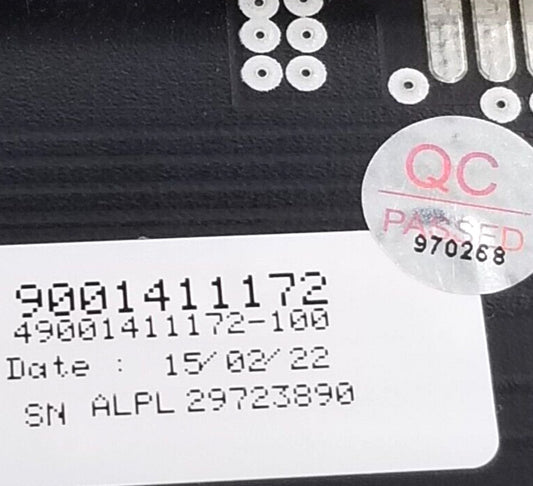 QC
PASSED
970268
9001411172
49001411172-100
Date : 15/02/22
SN ALPL 29723890